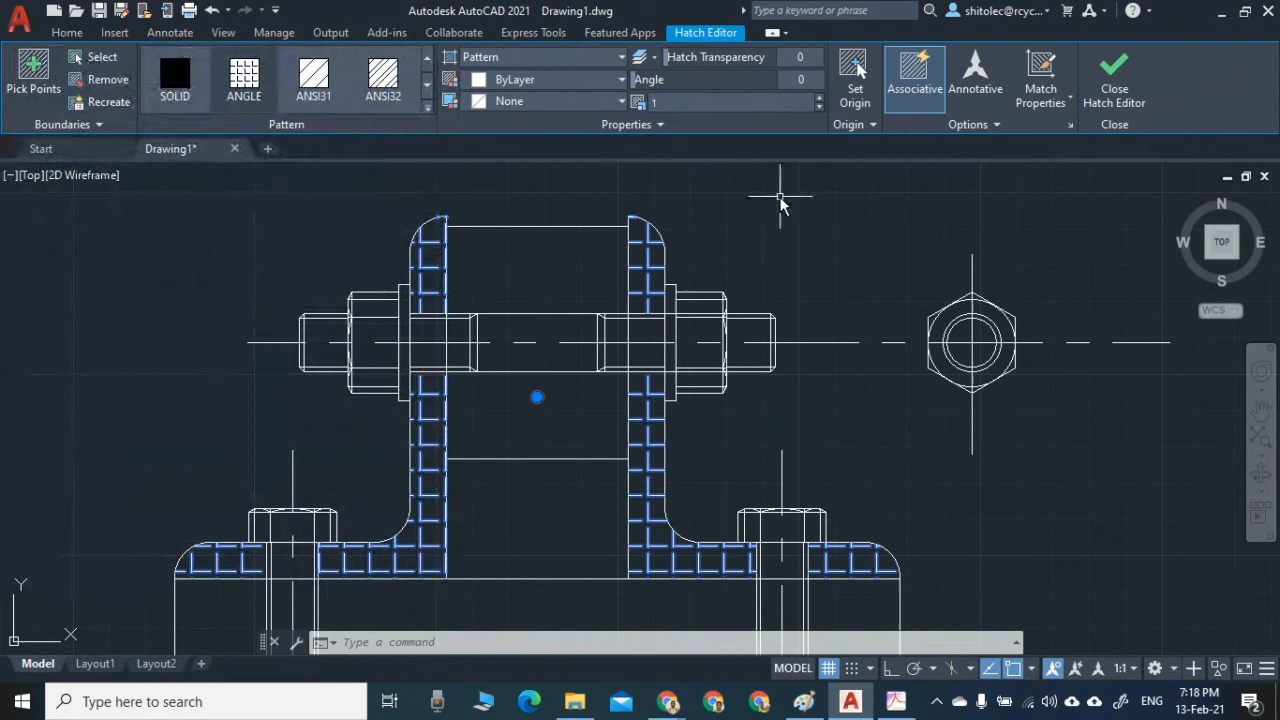 Autodesk AutoCAD 2021 Drawing1.dwg
Type a keyword or phrase
shitolec@rcyc...
Home Insert Annotate View Manage Output Add-ins Collaborate Express Tools Featured Apps Hatch Editor
Pick Points
Select
Remove
Recreate
Boundaries
SOLID
ANGLE
ANSI31
ANSI32
Pattern
Pattern
ByLayer
None
Hatch Transparency 0
Angle 0
1
Properties
Set
Origin
Origin
Associative
Annotative
Match
Properties
Options
Close
Hatch Editor
Close
Start
Drawing1*
[−][Top][2D Wireframe]
N
W TOP E
S
WCS
Y
X
Type a command
Model Layout1 Layout2
MODEL
1:1
Type here to search
ENG
7:18 PM
13-Feb-21
2